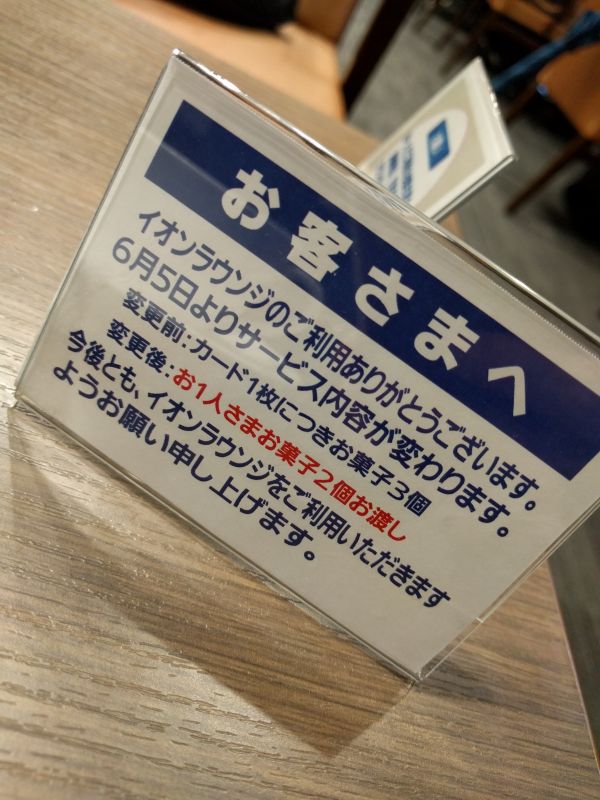 お客さまへ
イオンラウンジのご利用ありがとうございます。
6月5日よりサービス内容が変わります。
変更前:カード1枚につきお菓子3個
変更後:お1人さまお菓子2個お渡し
今後とも、イオンラウンジをご利用いただきます
ようお願い申し上げます。